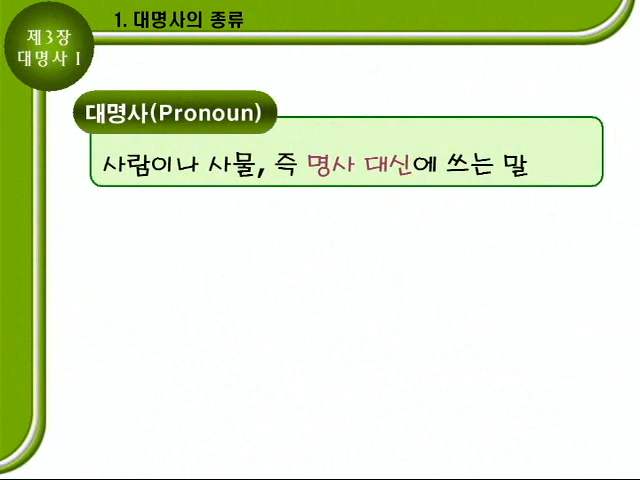 1. 대명사의 종류
제3장
대명사 I
대명사(Pronoun)
사람이나 사물, 즉 명사 대신에 쓰는 말